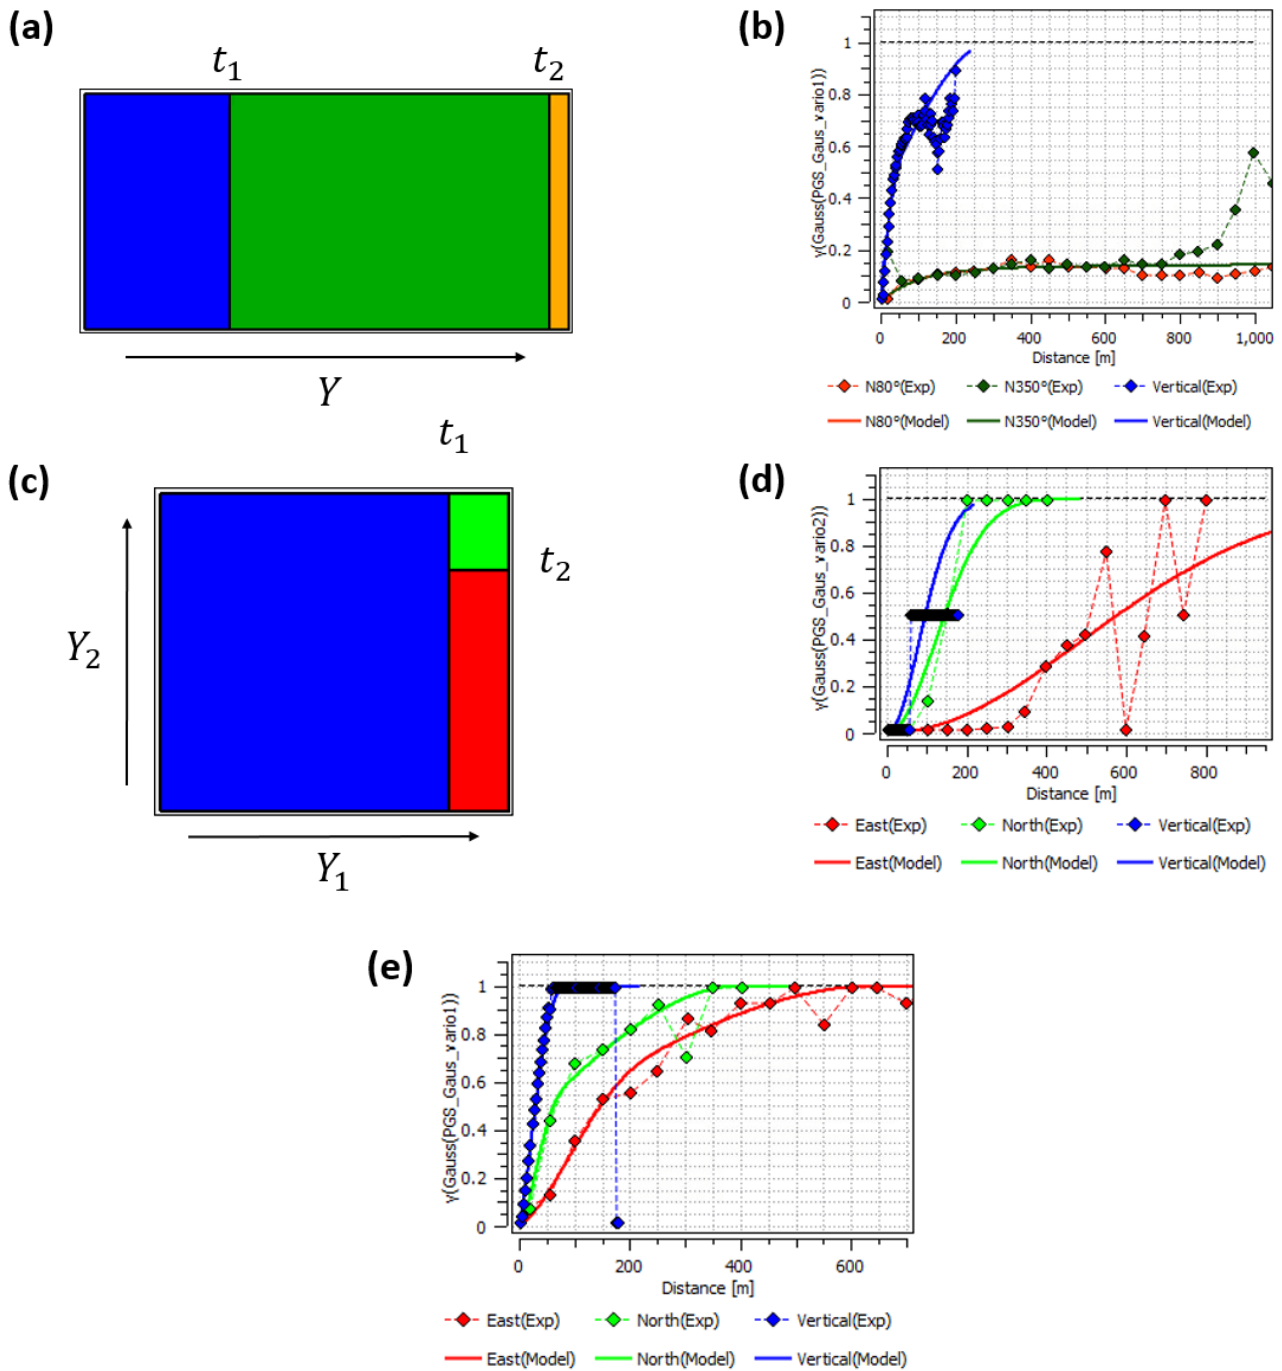 (a)
t₁ t₂
Y
(b)
γ(Gauss(PGS_Gaus_vario1))
1
0.8
0.6
0.4
0.2
0
0 200 400 600 800 1,000
Distance [m]
N80°(Exp) N350°(Exp) Vertical(Exp)
N80°(Model) N350°(Model) Vertical(Model)
(c)
t₁
t₂
Y₂
Y₁
(d)
γ(Gauss(PGS_Gaus_vario2))
1
0.8
0.6
0.4
0.2
0
0 200 400 600 800
Distance [m]
East(Exp) North(Exp) Vertical(Exp)
East(Model) North(Model) Vertical(Model)
(e)
γ(Gauss(PGS_Gaus_vario1))
1
0.8
0.6
0.4
0.2
0
0 200 400 600
Distance [m]
East(Exp) North(Exp) Vertical(Exp)
East(Model) North(Model) Vertical(Model)